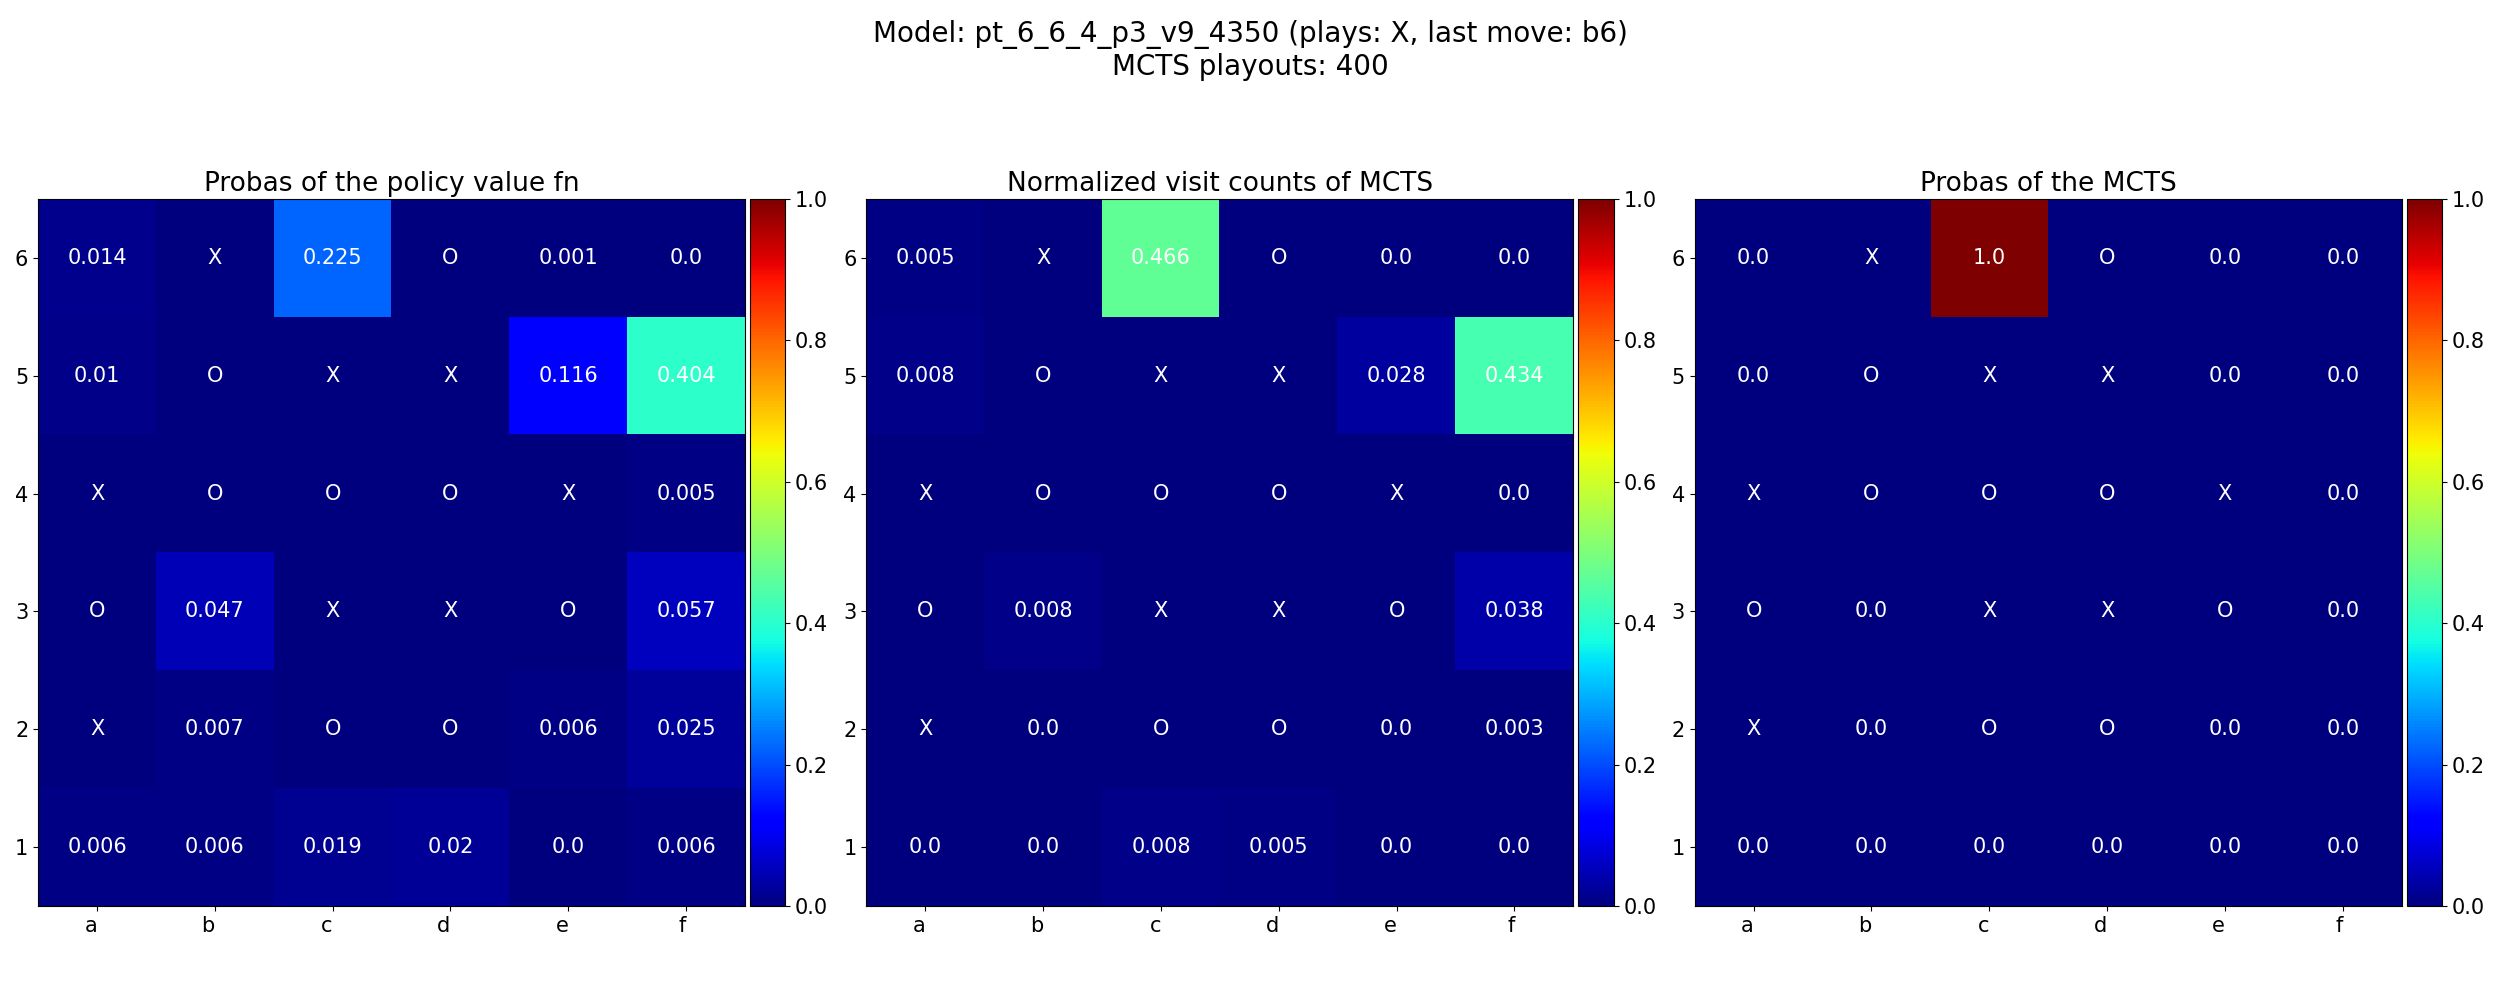 Model: pt_6_6_4_p3_v9_4350 (plays: X, last move: b6)
MCTS playouts: 400
Probas of the policy value fn
6 0.014 X 0.225 O 0.001 0.0
5 0.01 O X X 0.116 0.404
4 X O O O X 0.005
3 O 0.047 X X O 0.057
2 X 0.007 O O 0.006 0.025
1 0.006 0.006 0.019 0.02 0.0 0.006
a b c d e f
1.0
0.8
0.6
0.4
0.2
0.0
Normalized visit counts of MCTS
6 0.005 X 0.466 O 0.0 0.0
5 0.008 O X X 0.028 0.434
4 X O O O X 0.0
3 O 0.008 X X O 0.038
2 X 0.0 O O 0.0 0.003
1 0.0 0.0 0.008 0.005 0.0 0.0
a b c d e f
1.0
0.8
0.6
0.4
0.2
0.0
Probas of the MCTS
6 0.0 X 1.0 O 0.0 0.0
5 0.0 O X X 0.0 0.0
4 X O O O X 0.0
3 O 0.0 X X O 0.0
2 X 0.0 O O 0.0 0.0
1 0.0 0.0 0.0 0.0 0.0 0.0
a b c d e f
1.0
0.8
0.6
0.4
0.2
0.0